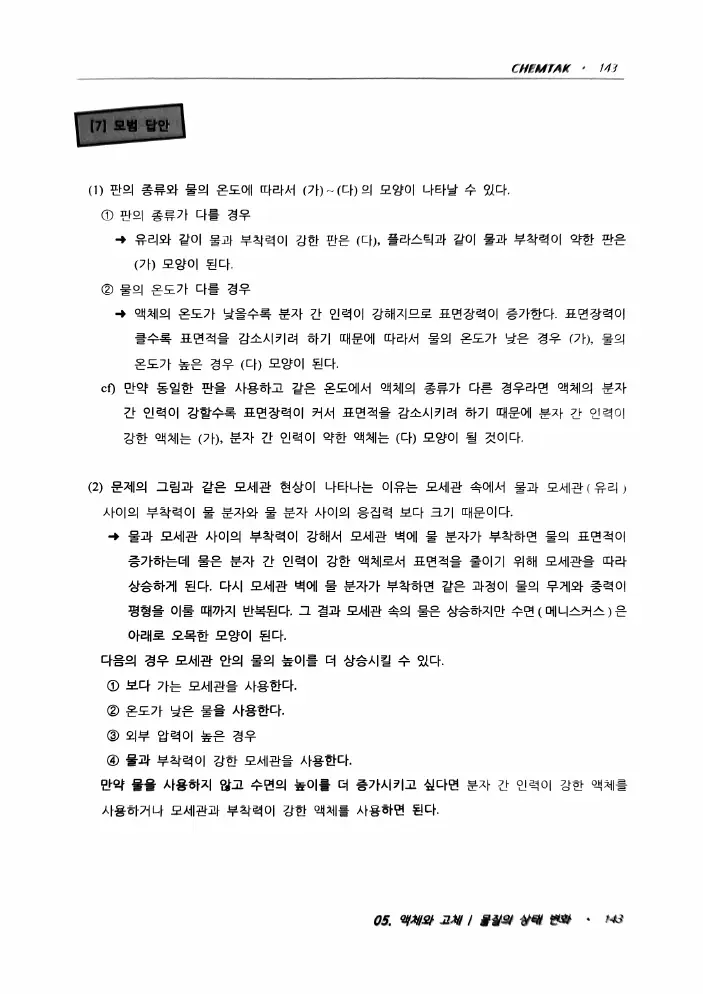 CHEMTAK • 143
[7] 모범 답안
(1) 판의 종류와 물의 온도에 따라서 (가) ~ (다) 의 모양이 나타날 수 있다.
① 판의 종류가 다를 경우
➜ 유리와 같이 물과 부착력이 강한 판은 (다), 플라스틱과 같이 물과 부착력이 약한 판은
(가) 모양이 된다.
② 물의 온도가 다를 경우
➜ 액체의 온도가 낮을수록 분자 간 인력이 강해지므로 표면장력이 증가한다. 표면장력이
클수록 표면적을 감소시키려 하기 때문에 따라서 물의 온도가 낮은 경우 (가), 물의
온도가 높은 경우 (다) 모양이 된다.
cf) 만약 동일한 판을 사용하고 같은 온도에서 액체의 종류가 다른 경우라면 액체의 분자
간 인력이 강할수록 표면장력이 커서 표면적을 감소시키려 하기 때문에 분자 간 인력이
강한 액체는 (가), 분자 간 인력이 약한 액체는 (다) 모양이 될 것이다.
(2) 문제의 그림과 같은 모세관 현상이 나타나는 이유는 모세관 속에서 물과 모세관 ( 유리 )
사이의 부착력이 물 분자와 물 분자 사이의 응집력 보다 크기 때문이다.
➜ 물과 모세관 사이의 부착력이 강해서 모세관 벽에 물 분자가 부착하면 물의 표면적이
증가하는데 물은 분자 간 인력이 강한 액체로서 표면적을 줄이기 위해 모세관을 따라
상승하게 된다. 다시 모세관 벽에 물 분자가 부착하면 같은 과정이 물의 무게와 중력이
평형을 이룰 때까지 반복된다. 그 결과 모세관 속의 물은 상승하지만 수면 ( 메니스커스 ) 은
아래로 오목한 모양이 된다.
다음의 경우 모세관 안의 물의 높이를 더 상승시킬 수 있다.
① 보다 가는 모세관을 사용한다.
② 온도가 낮은 물을 사용한다.
③ 외부 압력이 높은 경우
④ 물과 부착력이 강한 모세관을 사용한다.
만약 물을 사용하지 않고 수면의 높이를 더 증가시키고 싶다면 분자 간 인력이 강한 액체를
사용하거나 모세관과 부착력이 강한 액체를 사용하면 된다.
05. 액체와 고체 / 물질의 상태 변화 • 143